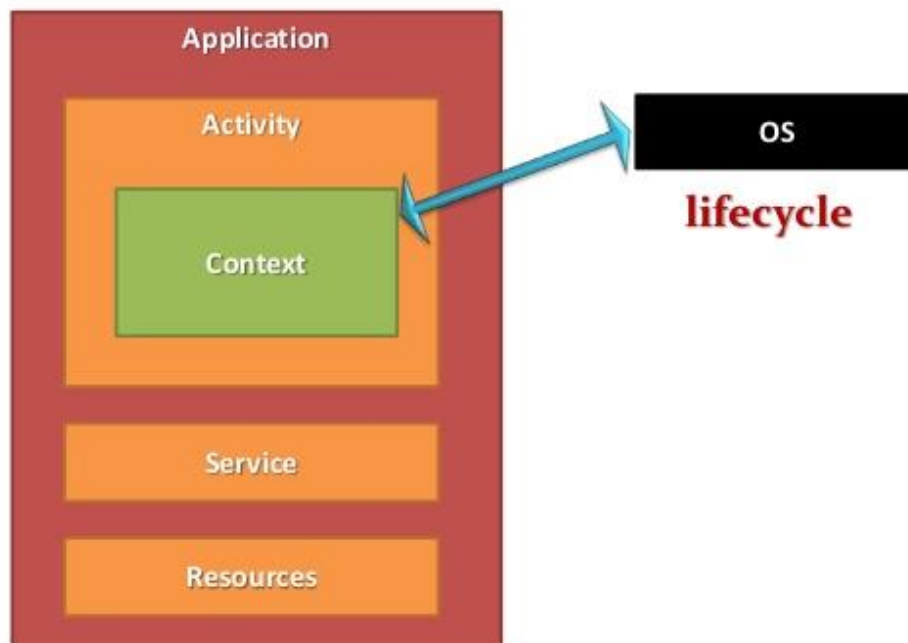 Application
Activity
OS
lifecycle
Context
Service
Resources